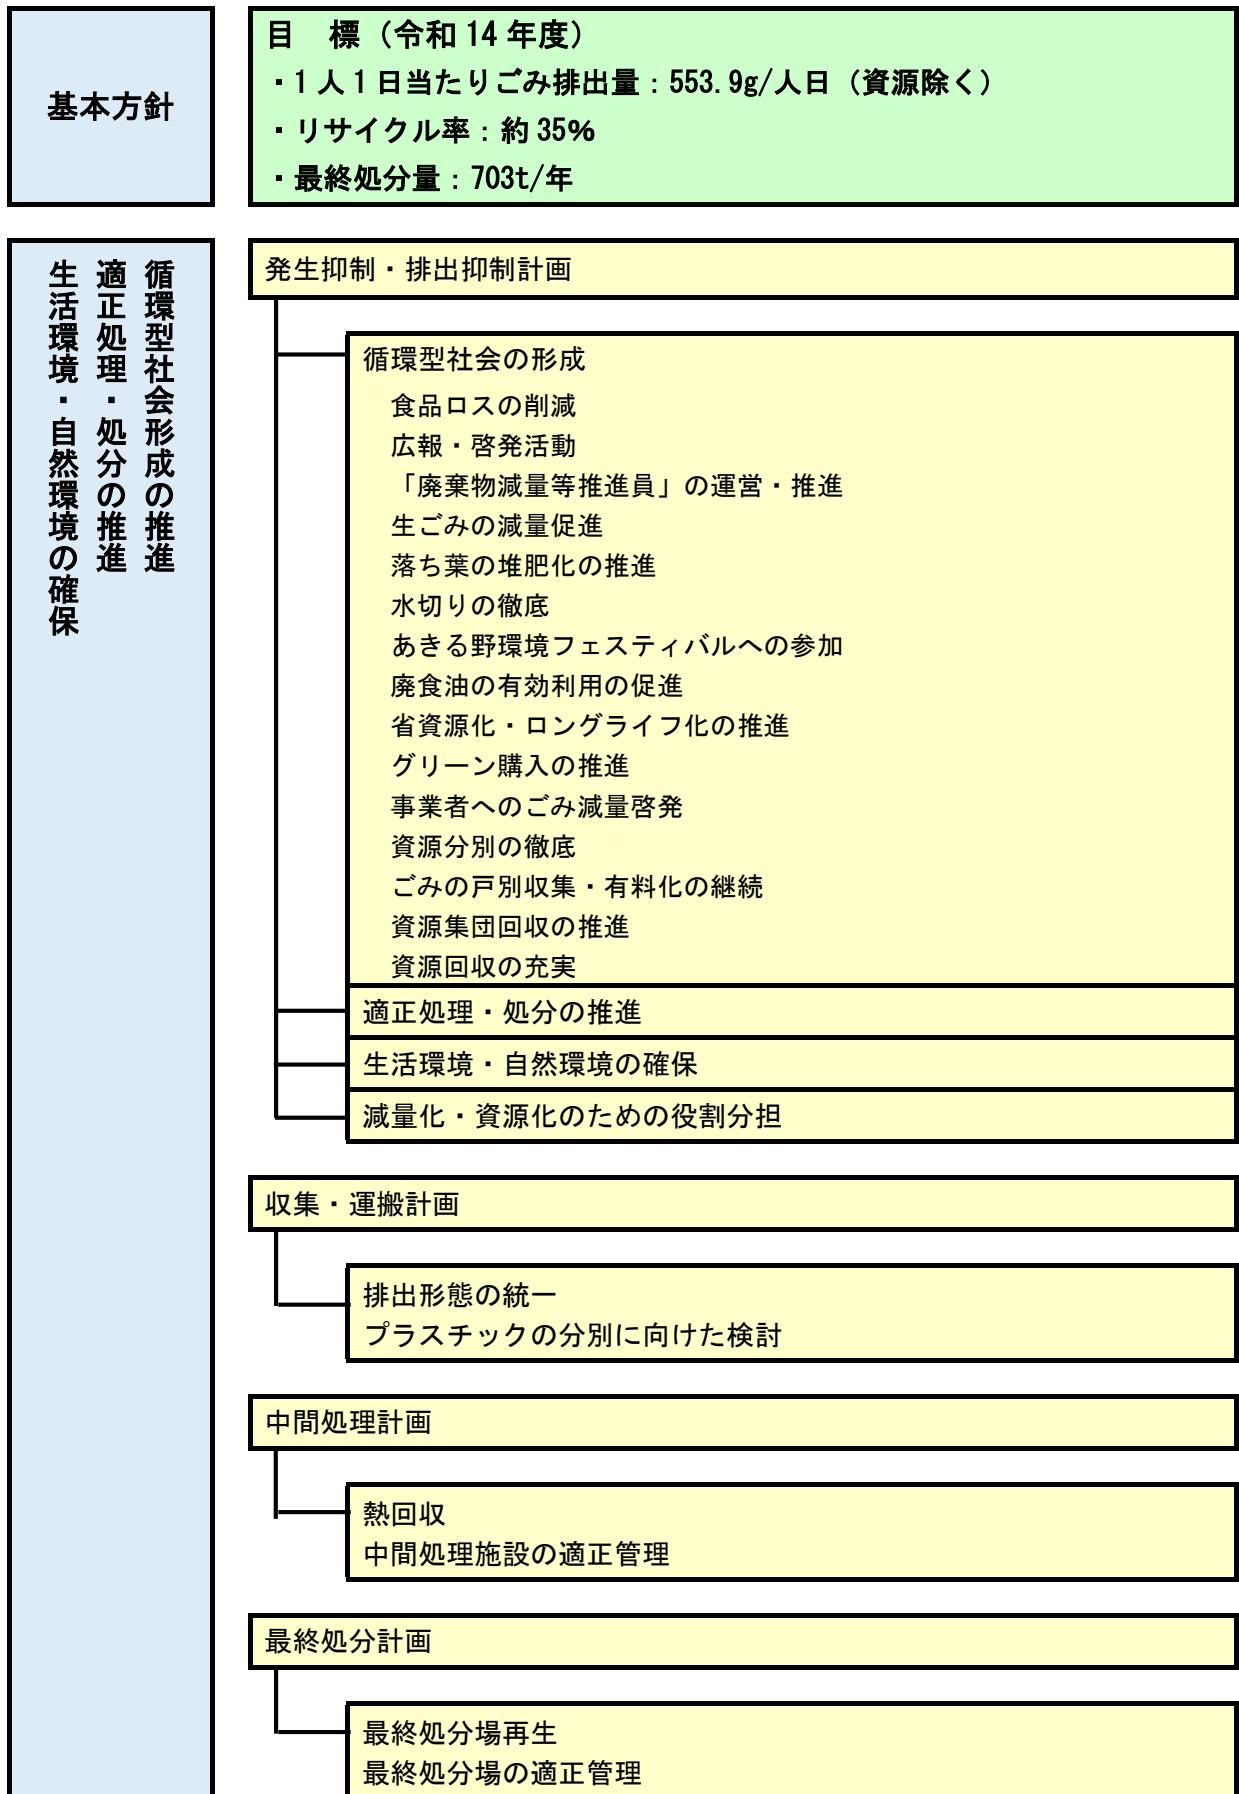 基本方針
目　標（令和14年度）
・1人1日当たりごみ排出量：553.9g/人日（資源除く）
・リサイクル率：約35%
・最終処分量：703t/年
循環型社会形成の推進
適正処理・処分の推進
生活環境・自然環境の確保
発生抑制・排出抑制計画
循環型社会の形成
食品ロスの削減
広報・啓発活動
「廃棄物減量等推進員」の運営・推進
生ごみの減量促進
落ち葉の堆肥化の推進
水切りの徹底
あきる野環境フェスティバルへの参加
廃食油の有効利用の促進
省資源化・ロングライフ化の推進
グリーン購入の推進
事業者へのごみ減量啓発
資源分別の徹底
ごみの戸別収集・有料化の継続
資源集団回収の推進
資源回収の充実
適正処理・処分の推進
生活環境・自然環境の確保
減量化・資源化のための役割分担
収集・運搬計画
排出形態の統一
プラスチックの分別に向けた検討
中間処理計画
熱回収
中間処理施設の適正管理
最終処分計画
最終処分場再生
最終処分場の適正管理